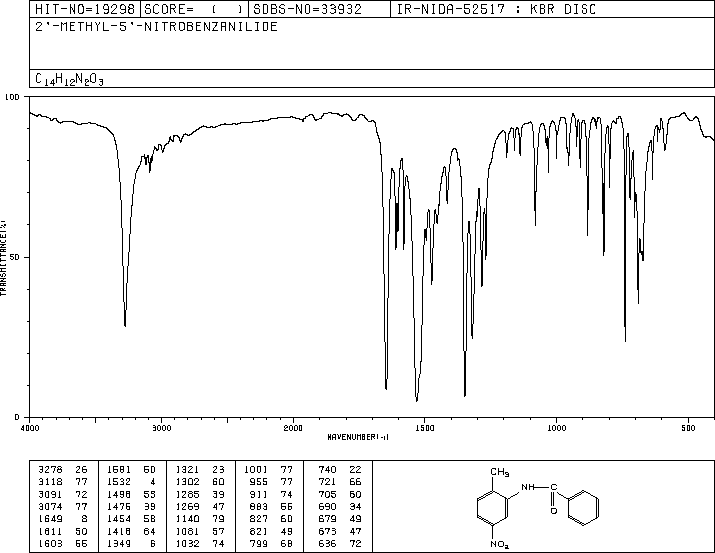 HIT-NO=19298 SCORE= ( ) SDBS-NO=33932 IR-NIDA-52517 : KBR DISC
2'-METHYL-5'-NITROBENZANILIDE
C14H12N2O3
100
50
0
TRANSMITTANCE(%)
4000 3000 2000 1500 1000 500
WAVENUMBER(-1)
3278 26 1581 50 1321 23 1001 77 740 22
3118 77 1532 4 1302 60 955 77 721 66
3091 72 1498 55 1285 39 911 74 705 60
3074 77 1476 39 1269 47 883 55 690 34
1649 8 1454 58 1140 79 827 60 679 49
1611 50 1418 64 1081 57 821 49 673 47
1603 55 1349 6 1032 74 799 68 636 72
CH3
NH C
O
NO2